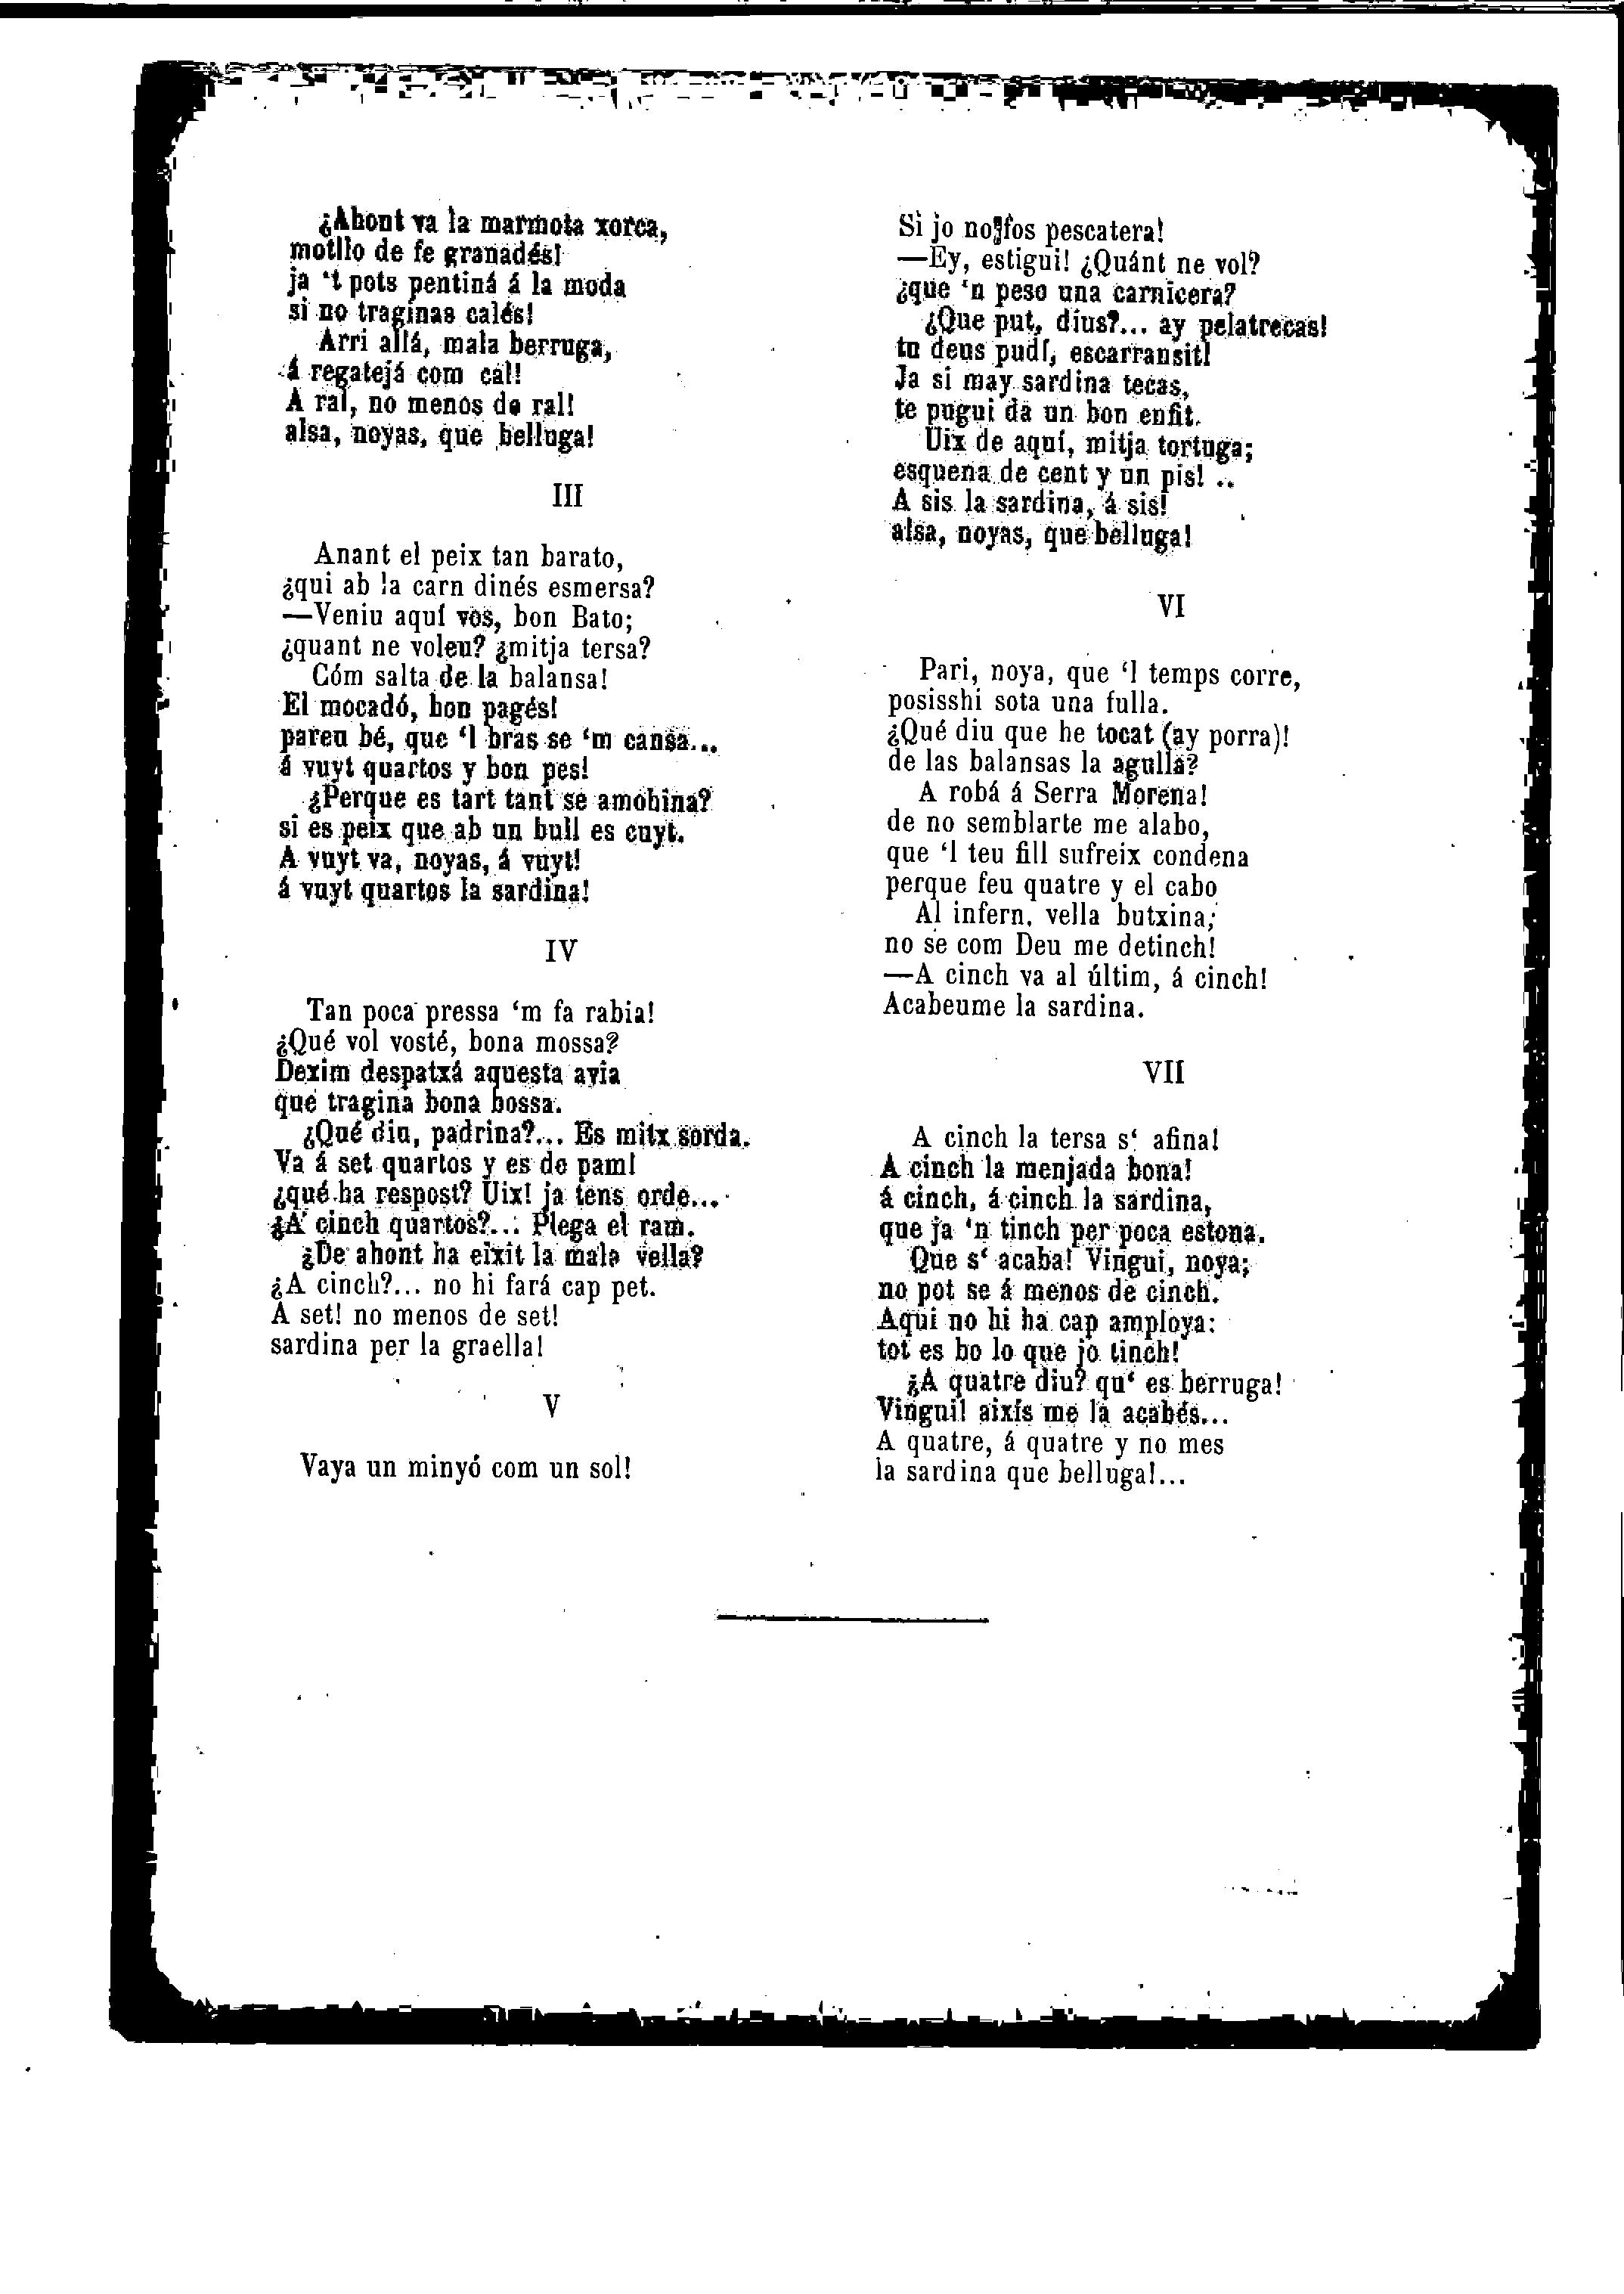 ¿Ahont va la marmota xorca,
motllo de fe granadés!
ja ‘t pots pentiná á la moda
si no traginas calés!
Arri allá, mala berruga,
á regatejá com cal!
A ral, no menos de ral!
alsa, noyas, que belluga!
III
Anant el peix tan barato,
¿qui ab la carn dinés esmersa?
—Veniu aquí vos, bon Bato;
¿quant ne voleu? ¿mitja tersa?
Cóm salta de la balansa!
El mocadó, bon pagés!
pareu bé, que ‘l bras se ‘m cansa...
á vuyt quartos y bon pes!
¿Perque es tart tant se amohina?
si es peix que ab un bull es cuyt.
A vuyt va, noyas, á vuyt!
á vuyt quartos la sardina!
IV
Tan poca pressa ‘m fa rabia!
¿Qué vol vosté, bona mossa?
Dexim despatxá aquesta avia
que tragina bona bossa.
¿Qué diu, padrina?... Es mitx sorda.
Va á set quartos y es de pam!
¿qué ha respost? Uix! ja tens orde...
¿A cinch quartos?... Plega el ram.
¿De ahont ha eixit la mala vella?
¿A cinch?... no hi fará cap pet.
A set! no menos de set!
sardina per la graella!
V
Vaya un minyó com un sol!
Si jo no fos pescatera!
—Ey, estigui! ¿Quánt ne vol?
¿que ‘n peso una carnicera?
¿Que put, dius?... ay pelatrecas!
tu deus pudí, escarransit!
Ja si may sardina tecas,
te pugui da un bon enfit.
Uix de aquí, mitja tortuga;
esquena de cent y un pis! ..
A sis la sardina, á sis!
alsa, noyas, que belluga!
VI
Pari, noya, que ‘l temps corre,
posisshi sota una fulla.
¿Qué diu que he tocat (ay porra)!
de las balansas la agulla?
A robá á Serra Morena!
de no semblarte me alabo,
que ‘l teu fill sufreix condena
perque feu quatre y el cabo
Al infern, vella butxina;
no se com Deu me detinch!
—A cinch va al últim, á cinch!
Acabeume la sardina.
VII
A cinch la tersa s‘ afina!
A cinch la menjada bona!
á cinch, á cinch la sardina,
que ja ‘n tinch per poca estona.
Que s‘ acaba! Vingui, noya;
no pot se á menos de cinch.
Aqui no hi ha cap amploya:
tot es bo lo que jo tinch!
¿A quatre diu? qu‘ es berruga!
Vingui! aixís me la acabés...
A quatre, á quatre y no mes
la sardina que belluga!...